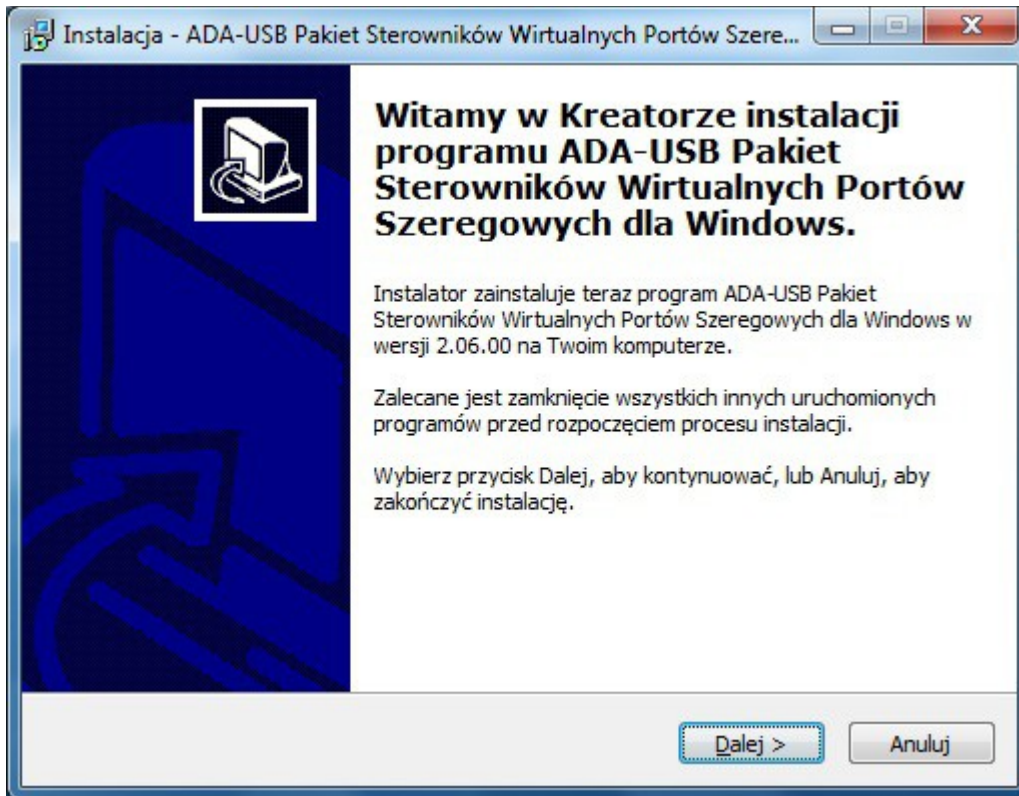 Instalacja - ADA-USB Pakiet Sterowników Wirtualnych Portów Szere...
Witamy w Kreatorze instalacji
programu ADA-USB Pakiet
Sterowników Wirtualnych Portów
Szeregowych dla Windows.
Instalator zainstaluje teraz program ADA-USB Pakiet
Sterowników Wirtualnych Portów Szeregowych dla Windows w
wersji 2.06.00 na Twoim komputerze.
Zalecane jest zamknięcie wszystkich innych uruchomionych
programów przed rozpoczęciem procesu instalacji.
Wybierz przycisk Dalej, aby kontynuować, lub Anuluj, aby
zakończyć instalację.
Dalej > Anuluj